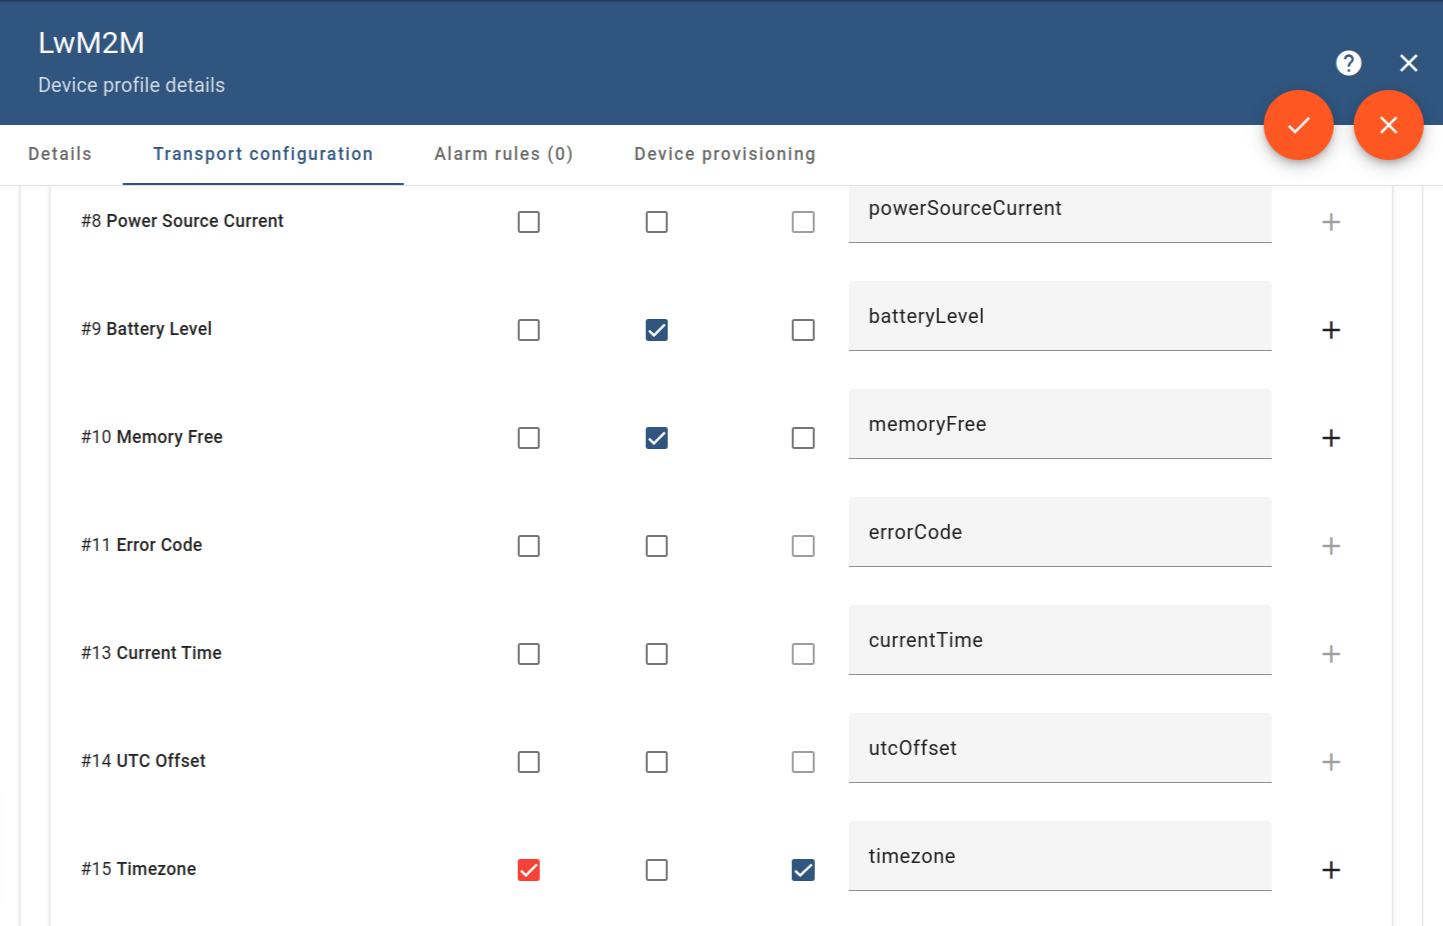 LwM2M
Device profile details
?
Details Transport configuration Alarm rules (0) Device provisioning
#8 Power Source Current powerSourceCurrent +
#9 Battery Level batteryLevel +
#10 Memory Free memoryFree +
#11 Error Code errorCode +
#13 Current Time currentTime +
#14 UTC Offset utcOffset +
#15 Timezone timezone +